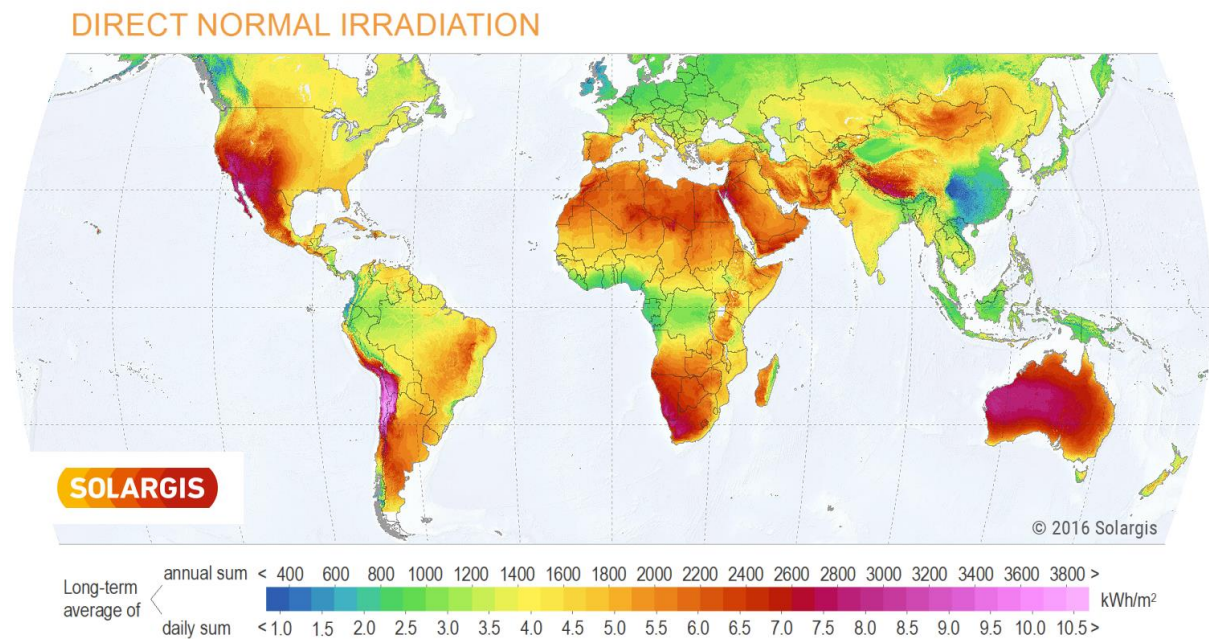 DIRECT NORMAL IRRADIATION
SOLARGIS
© 2016 Solargis
Long-term average of
annual sum < 400 600 800 1000 1200 1400 1600 1800 2000 2200 2400 2600 2800 3000 3200 3400 3600 3800 >
kWh/m²
daily sum < 1.0 1.5 2.0 2.5 3.0 3.5 4.0 4.5 5.0 5.5 6.0 6.5 7.0 7.5 8.0 8.5 9.0 9.5 10.0 10.5 >